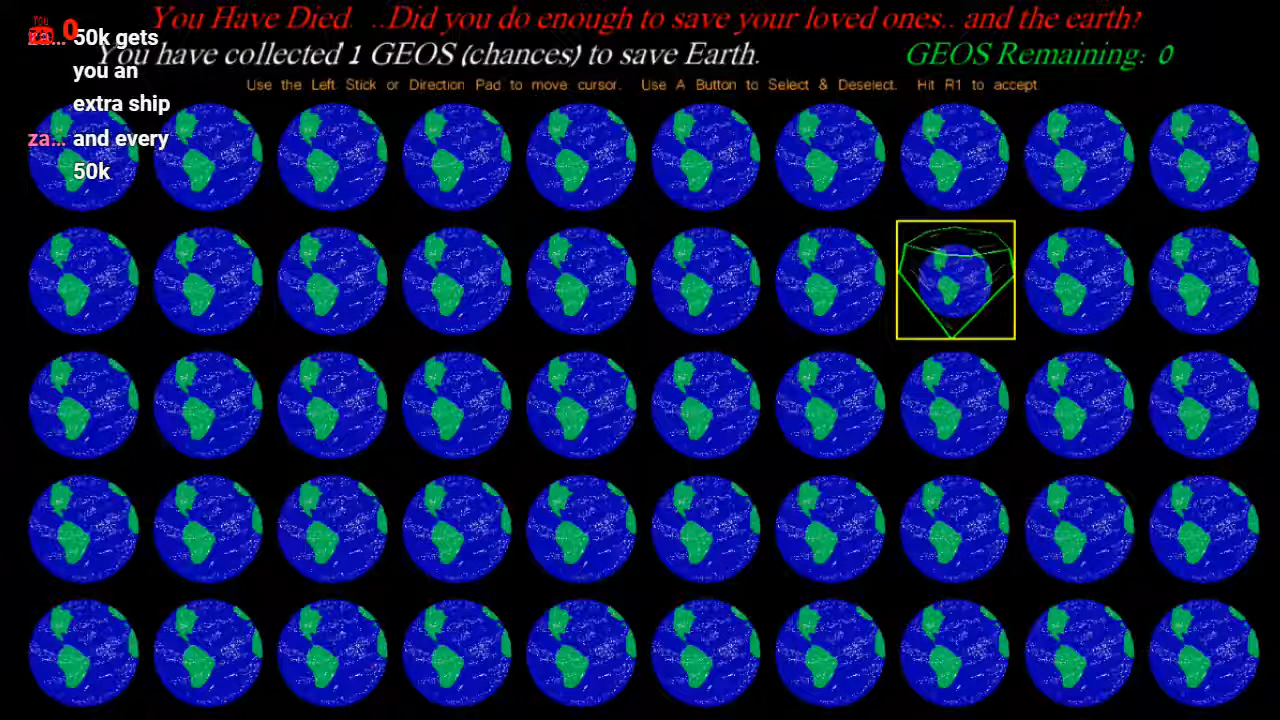 You Have Died. ..Did you do enough to save your loved ones.. and the earth?
YOU
0
za... 50k gets
you an
extra ship
You have collected 1 GEOS (chances) to save Earth.
GEOS Remaining: 0
Use the Left Stick or Direction Pad to move cursor. Use A Button to Select & Deselect. Hit R1 to accept.
za... and every
50k